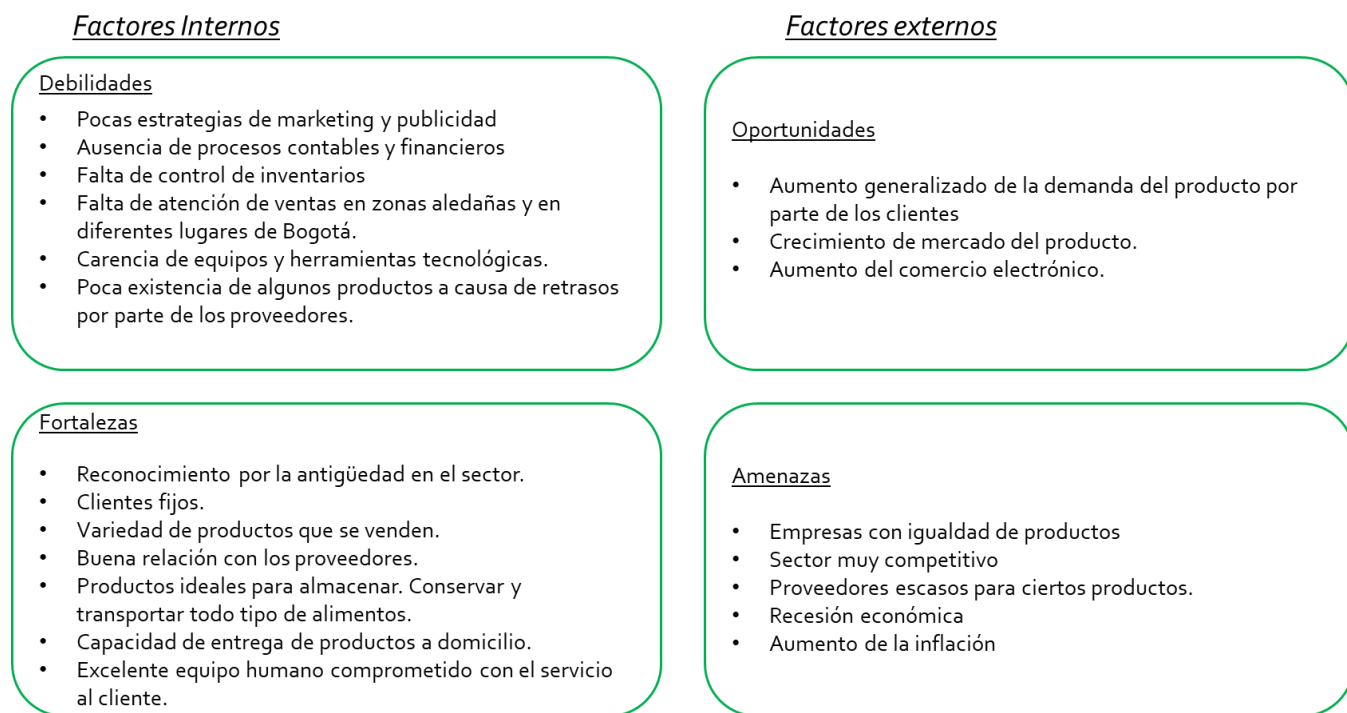 Factores Internos
Debilidades
• Pocas estrategias de marketing y publicidad
• Ausencia de procesos contables y financieros
• Falta de control de inventarios
• Falta de atención de ventas en zonas aledañas y en
diferentes lugares de Bogotá.
• Carencia de equipos y herramientas tecnológicas.
• Poca existencia de algunos productos a causa de retrasos
por parte de los proveedores.
Fortalezas
• Reconocimiento por la antigüedad en el sector.
• Clientes fijos.
• Variedad de productos que se venden.
• Buena relación con los proveedores.
• Productos ideales para almacenar. Conservar y
transportar todo tipo de alimentos.
• Capacidad de entrega de productos a domicilio.
• Excelente equipo humano comprometido con el servicio
al cliente.
Factores externos
Oportunidades
• Aumento generalizado de la demanda del producto por
parte de los clientes
• Crecimiento de mercado del producto.
• Aumento del comercio electrónico.
Amenazas
• Empresas con igualdad de productos
• Sector muy competitivo
• Proveedores escasos para ciertos productos.
• Recesión económica
• Aumento de la inflación